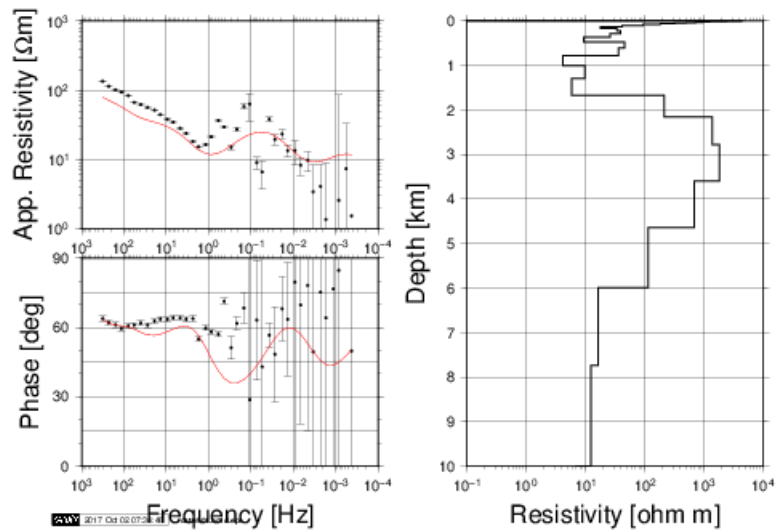 App. Resistivity [Ωm]
10³
10²
10¹
10⁰
10³ 10² 10¹ 10⁰ 10⁻¹ 10⁻² 10⁻³ 10⁻⁴
Phase [deg]
90
60
30
0
10³ 10² 10¹ 10⁰ 10⁻¹ 10⁻² 10⁻³ 10⁻⁴
Frequency [Hz]
2017 Oct 02
Depth [km]
0
1
2
3
4
5
6
7
8
9
10
10⁻¹ 10⁰ 10¹ 10² 10³ 10⁴
Resistivity [ohm m]